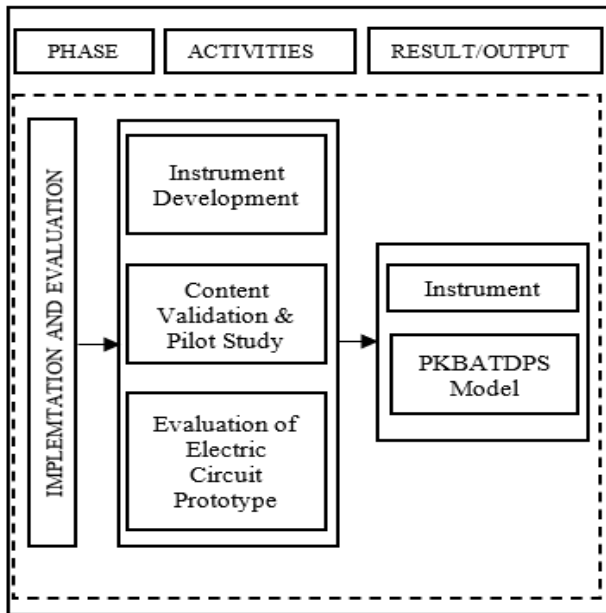 PHASE
ACTIVITIES
RESULT/OUTPUT
IMPLEMTATION AND EVALUATION
Instrument
Development
Content
Validation &
Pilot Study
Evaluation of
Electric
Circuit
Prototype
Instrument
PKBATDPS
Model